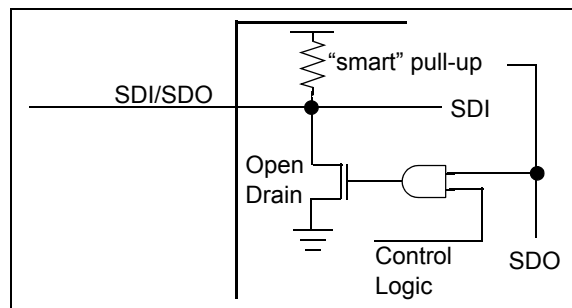 “smart” pull-up
SDI/SDO
SDI
Open
Drain
Control
Logic
SDO